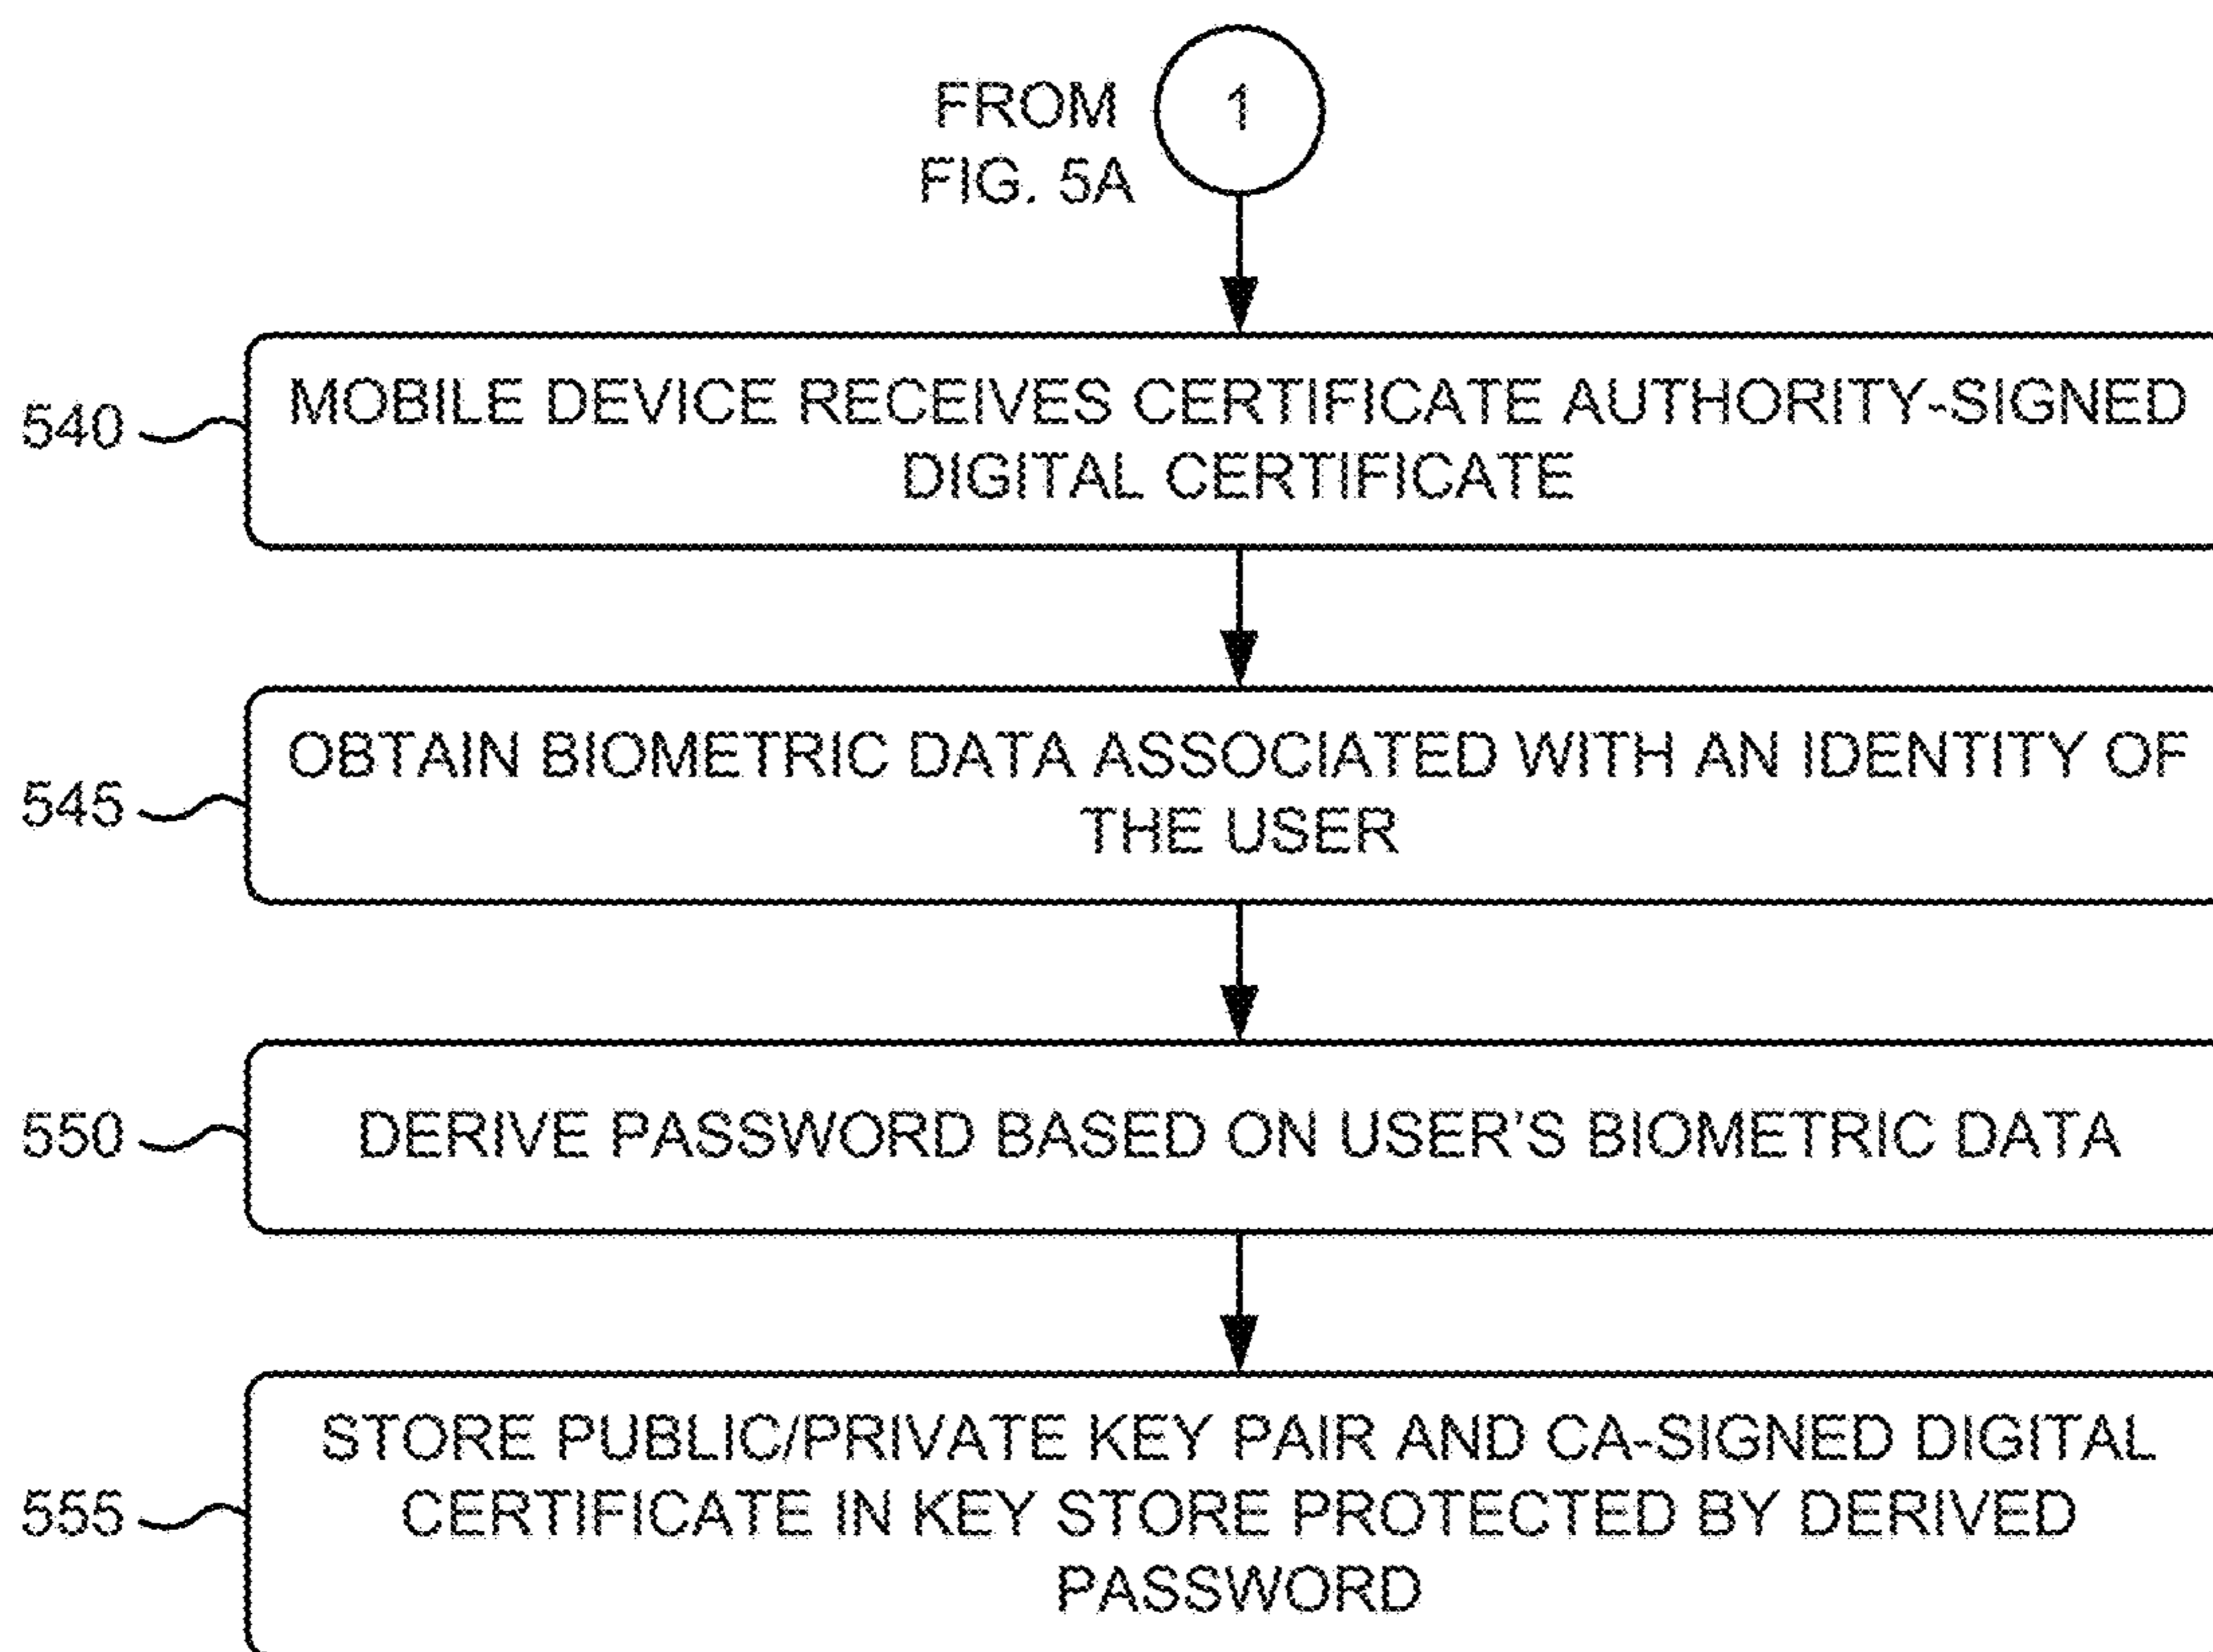 FROM
FIG. 5A
1
540
MOBILE DEVICE RECEIVES CERTIFICATE AUTHORITY-SIGNED
DIGITAL CERTIFICATE
545
OBTAIN BIOMETRIC DATA ASSOCIATED WITH AN IDENTITY OF
THE USER
550
DERIVE PASSWORD BASED ON USER'S BIOMETRIC DATA
555
STORE PUBLIC/PRIVATE KEY PAIR AND CA-SIGNED DIGITAL
CERTIFICATE IN KEY STORE PROTECTED BY DERIVED
PASSWORD